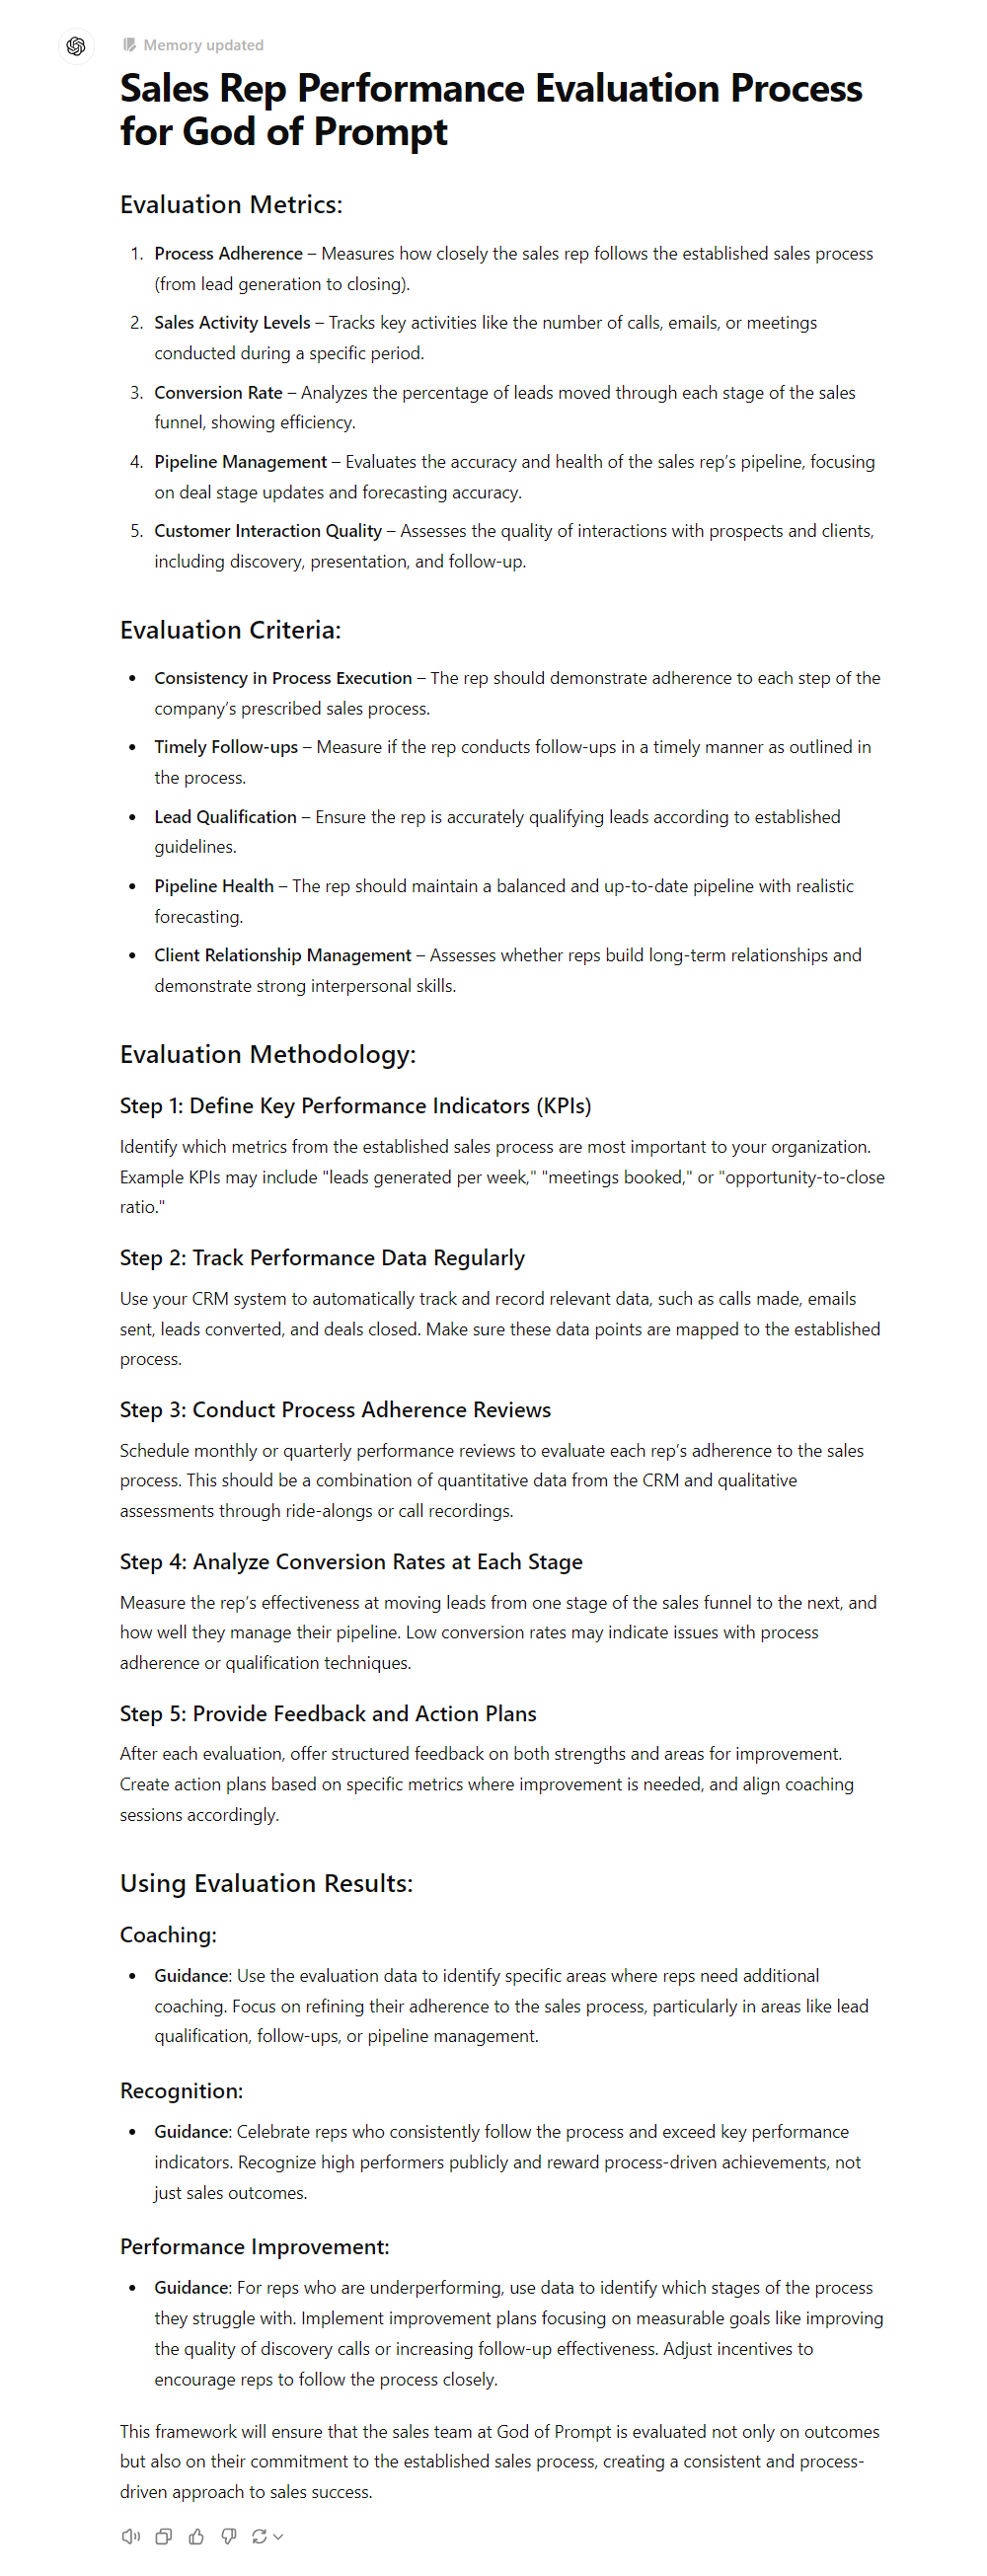 Memory updated
Sales Rep Performance Evaluation Process
for God of Prompt
Evaluation Metrics:
1. Process Adherence – Measures how closely the sales rep follows the established sales process
(from lead generation to closing).
2. Sales Activity Levels – Tracks key activities like the number of calls, emails, or meetings
conducted during a specific period.
3. Conversion Rate – Analyzes the percentage of leads moved through each stage of the sales
funnel, showing efficiency.
4. Pipeline Management – Evaluates the accuracy and health of the sales rep’s pipeline, focusing
on deal stage updates and forecasting accuracy.
5. Customer Interaction Quality – Assesses the quality of interactions with prospects and clients,
including discovery, presentation, and follow-up.
Evaluation Criteria:
• Consistency in Process Execution – The rep should demonstrate adherence to each step of the
company’s prescribed sales process.
• Timely Follow-ups – Measure if the rep conducts follow-ups in a timely manner as outlined in
the process.
• Lead Qualification – Ensure the rep is accurately qualifying leads according to established
guidelines.
• Pipeline Health – The rep should maintain a balanced and up-to-date pipeline with realistic
forecasting.
• Client Relationship Management – Assesses whether reps build long-term relationships and
demonstrate strong interpersonal skills.
Evaluation Methodology:
Step 1: Define Key Performance Indicators (KPIs)
Identify which metrics from the established sales process are most important to your organization.
Example KPIs may include "leads generated per week," "meetings booked," or "opportunity-to-close
ratio."
Step 2: Track Performance Data Regularly
Use your CRM system to automatically track and record relevant data, such as calls made, emails
sent, leads converted, and deals closed. Make sure these data points are mapped to the established
process.
Step 3: Conduct Process Adherence Reviews
Schedule monthly or quarterly performance reviews to evaluate each rep’s adherence to the sales
process. This should be a combination of quantitative data from the CRM and qualitative
assessments through ride-alongs or call recordings.
Step 4: Analyze Conversion Rates at Each Stage
Measure the rep’s effectiveness at moving leads from one stage of the sales funnel to the next, and
how well they manage their pipeline. Low conversion rates may indicate issues with process
adherence or qualification techniques.
Step 5: Provide Feedback and Action Plans
After each evaluation, offer structured feedback on both strengths and areas for improvement.
Create action plans based on specific metrics where improvement is needed, and align coaching
sessions accordingly.
Using Evaluation Results:
Coaching:
• Guidance: Use the evaluation data to identify specific areas where reps need additional
coaching. Focus on refining their adherence to the sales process, particularly in areas like lead
qualification, follow-ups, or pipeline management.
Recognition:
• Guidance: Celebrate reps who consistently follow the process and exceed key performance
indicators. Recognize high performers publicly and reward process-driven achievements, not
just sales outcomes.
Performance Improvement:
• Guidance: For reps who are underperforming, use data to identify which stages of the process
they struggle with. Implement improvement plans focusing on measurable goals like improving
the quality of discovery calls or increasing follow-up effectiveness. Adjust incentives to
encourage reps to follow the process closely.
This framework will ensure that the sales team at God of Prompt is evaluated not only on outcomes
but also on their commitment to the established sales process, creating a consistent and process-
driven approach to sales success.